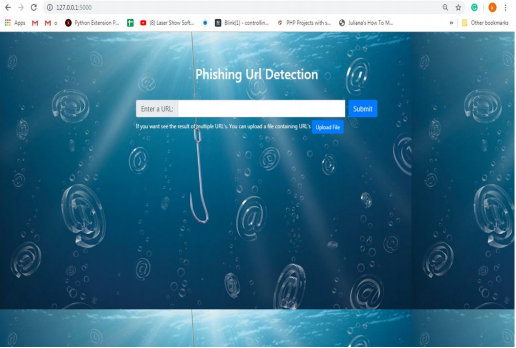 127.0.0.1:5000
Apps M M Python Extension P... (8) Laser Show Soft... Blink(1) - controllin... PHP Projects with s... Juliana's How To M... » Other bookmarks
Phishing Url Detection
Enter a URL: Submit
If you want see the result of multiple URL's. You can upload a file containing URL's Upload File